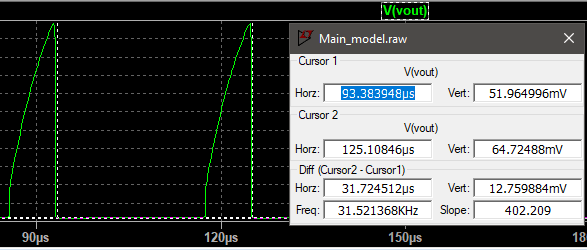 V(vout)
Main_model.raw
Cursor 1
V(vout)
Horz: 93.383948µs Vert: 51.964996mV
Cursor 2
V(vout)
Horz: 125.10846µs Vert: 64.72488mV
Diff (Cursor2 - Cursor1)
Horz: 31.724512µs Vert: 12.759884mV
Freq: 31.521368KHz Slope: 402.209
90µs 120µs 150µs 18